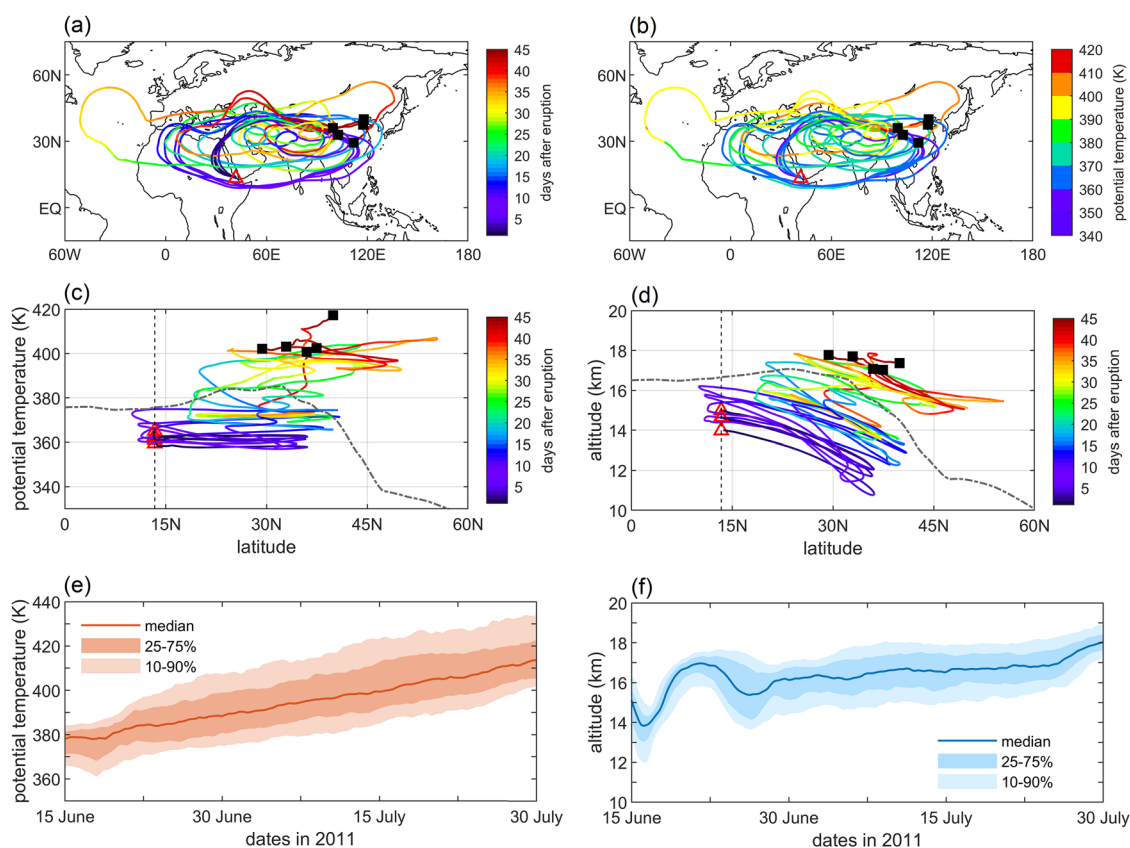 (a)
60N
30N
EQ
60W 0 60E 120E 180
45
40
35
30
25
20
15
10
5
days after eruption
(b)
60N
30N
EQ
60W 0 60E 120E 180
420
410
400
390
380
370
360
350
340
potential temperature (K)
(c)
potential temperature (K)
420
400
380
360
340
0 15N 30N 45N 60N
latitude
45
40
35
30
25
20
15
10
5
days after eruption
(d)
altitude (km)
20
18
16
14
12
10
0 15N 30N 45N 60N
latitude
45
40
35
30
25
20
15
10
5
days after eruption
(e)
potential temperature (K)
440
420
400
380
360
median
25-75%
10-90%
15 June 30 June 15 July 30 July
dates in 2011
(f)
altitude (km)
20
18
16
14
12
10
median
25-75%
10-90%
15 June 30 June 15 July 30 July
dates in 2011